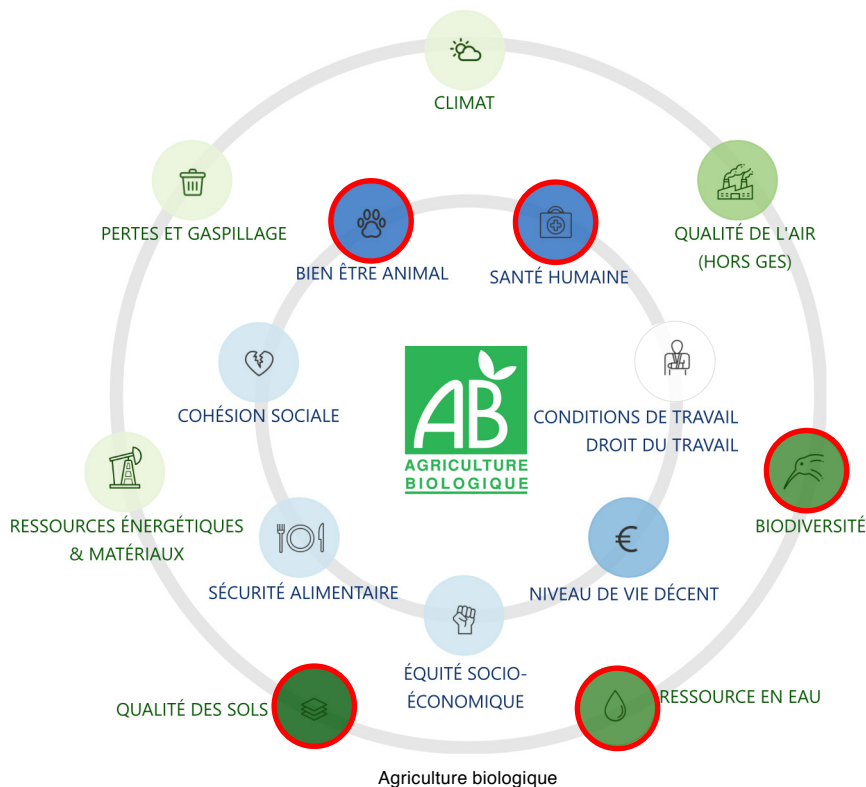 CLIMAT
PERTES ET GASPILLAGE
QUALITÉ DE L'AIR
(HORS GES)
BIEN ÊTRE ANIMAL
SANTÉ HUMAINE
COHÉSION SOCIALE
AB
AGRICULTURE
BIOLOGIQUE
CONDITIONS DE TRAVAIL
DROIT DU TRAVAIL
RESSOURCES ÉNERGÉTIQUES
& MATÉRIAUX
BIODIVERSITÉ
SÉCURITÉ ALIMENTAIRE
€
NIVEAU DE VIE DÉCENT
ÉQUITÉ SOCIO-
ÉCONOMIQUE
QUALITÉ DES SOLS
RESSOURCE EN EAU
Agriculture biologique